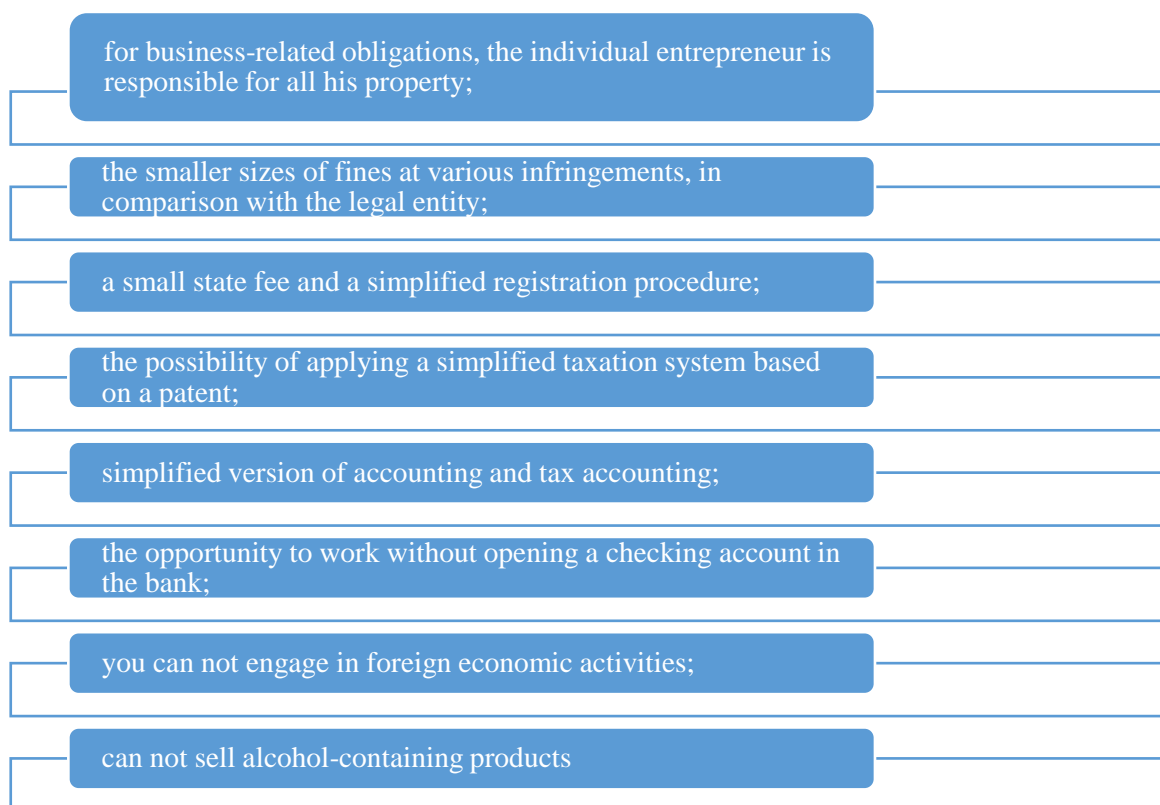 for business-related obligations, the individual entrepreneur is
responsible for all his property;
the smaller sizes of fines at various infringements, in
comparison with the legal entity;
a small state fee and a simplified registration procedure;
the possibility of applying a simplified taxation system based
on a patent;
simplified version of accounting and tax accounting;
the opportunity to work without opening a checking account in
the bank;
you can not engage in foreign economic activities;
can not sell alcohol-containing products